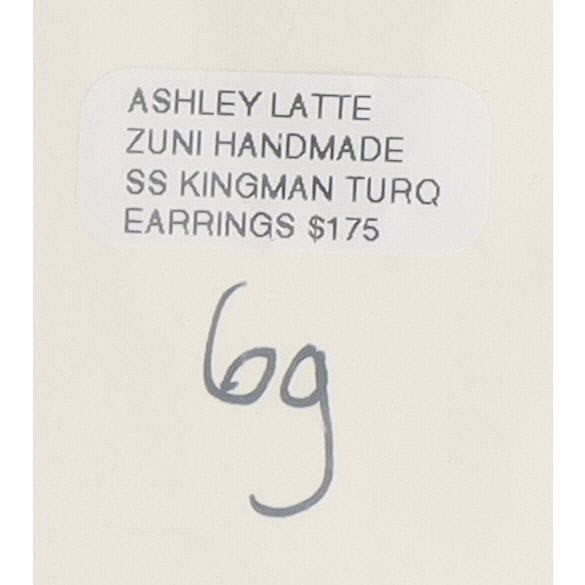 ASHLEY LATTE
ZUNI HANDMADE
SS KINGMAN TURQ
EARRINGS $175
6g